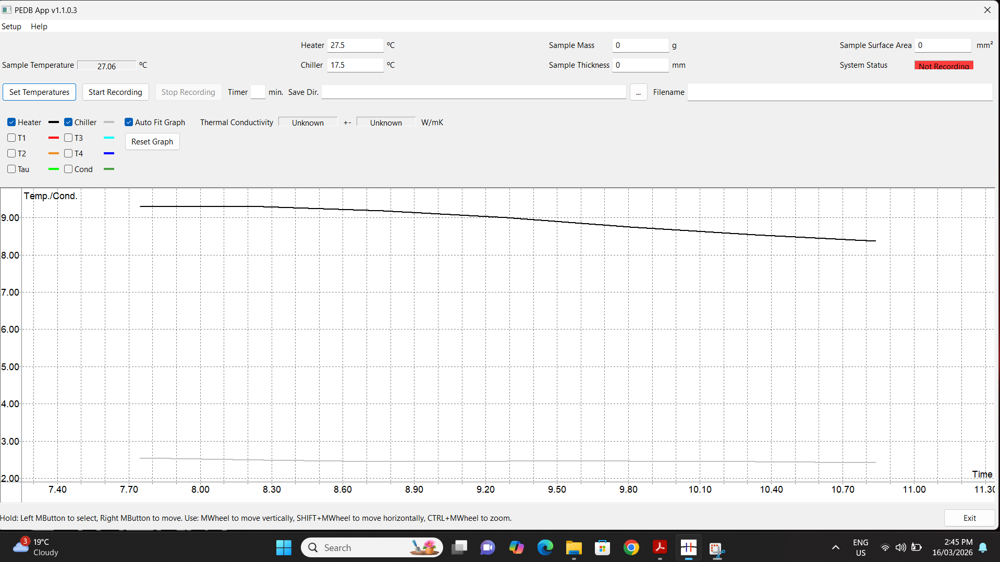 PEDB App v1.1.0.3
Setup Help
Heater 27.5 ºC Sample Mass 0 g Sample Surface Area 0 mm²
Sample Temperature 27.06 ºC Chiller 17.5 ºC Sample Thickness 0 mm System Status Not Recording
Set Temperatures Start Recording Stop Recording Timer min. Save Dir. ... Filename
Heater Chiller Auto Fit Graph Thermal Conductivity Unknown +- Unknown W/mK
T1 T3 Reset Graph
T2 T4
Tau Cond
Temp./Cond.
9.00
8.00
7.00
6.00
5.00
4.00
3.00
2.00
Time
7.40 7.70 8.00 8.30 8.60 8.90 9.20 9.50 9.80 10.10 10.40 10.70 11.00 11.30
Hold: Left MButton to select, Right MButton to move. Use: MWheel to move vertically, SHIFT+MWheel to move horizontally, CTRL+MWheel to zoom.
Exit
3 19°C
Cloudy
Search
ENG
US
2:45 PM
16/03/2026